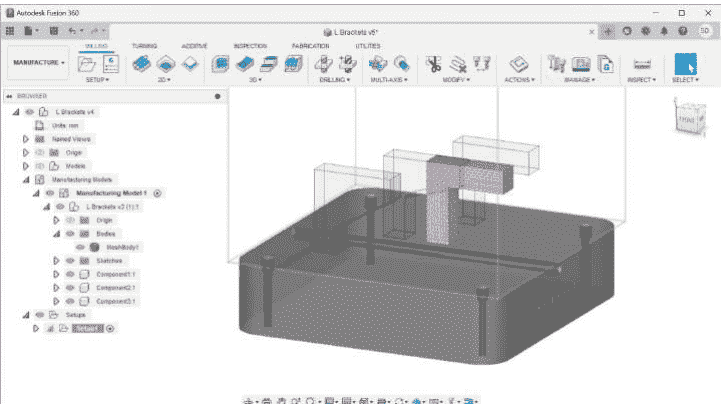 Autodesk Fusion 360
L Brackets v5*
MILLING TURNING ADDITIVE INSPECTION FABRICATION UTILITIES
MANUFACTURE
SETUP 2D 3D DRILLING MULTI-AXIS MODIFY ACTIONS MANAGE INSPECT SELECT
BROWSER
L Brackets v4
Units: mm
Named Views
Origin
Models
Manufacturing Models
Manufacturing Model 1
L Brackets v2 (1):1
Origin
Bodies
MeshBody1
Sketches
Component1:1
Component2:1
Component3:1
Setups
Setup1